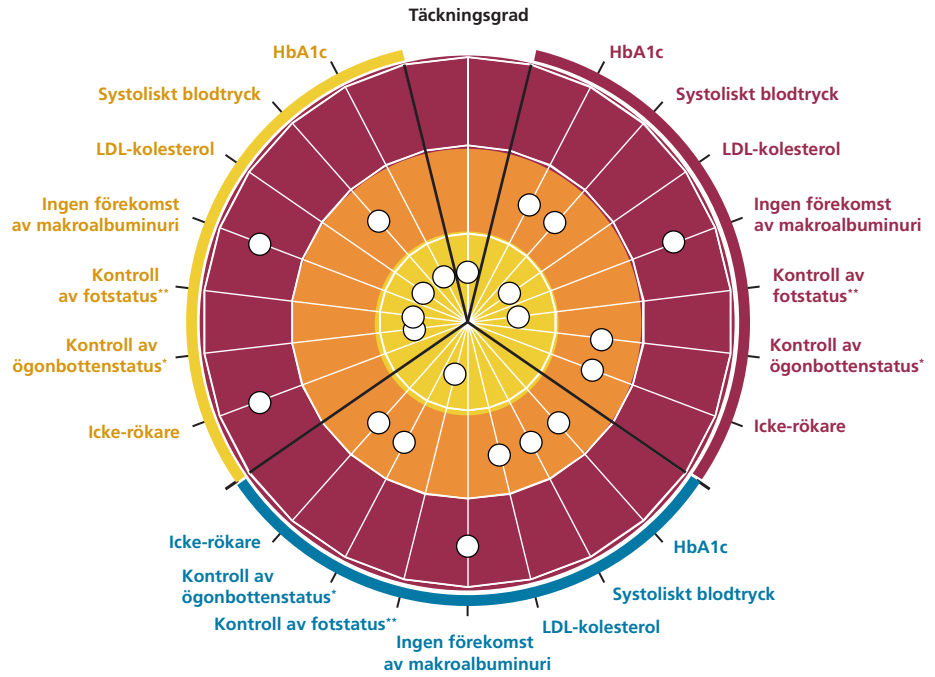 Täckningsgrad
HbA1c
Systoliskt blodtryck
LDL-kolesterol
Ingen förekomst
av makroalbuminuri
Kontroll av
fotstatus**
Kontroll av
ögonbottenstatus*
Icke-rökare
HbA1c
Systoliskt blodtryck
LDL-kolesterol
Ingen förekomst
av makroalbuminuri
Kontroll av fotstatus**
Kontroll av
ögonbottenstatus*
Icke-rökare
Icke-rökare
Kontroll av
ögonbottenstatus*
Kontroll
av fotstatus**
Ingen förekomst
av makroalbuminuri
LDL-kolesterol
Systoliskt blodtryck
HbA1c